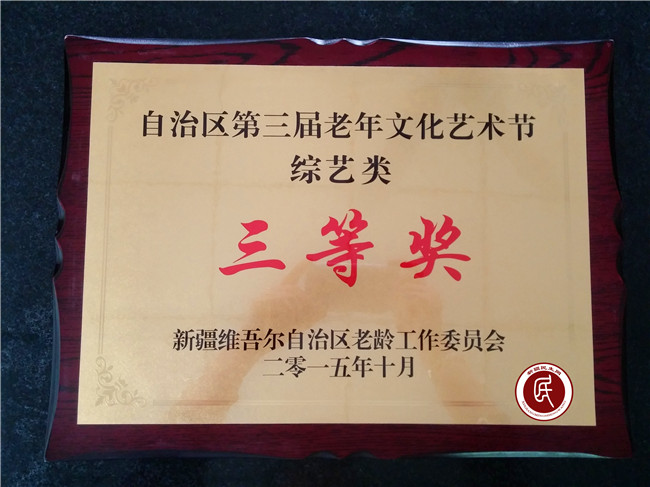 自治区第三届老年文化艺术节
综艺类
三等奖
新疆维吾尔自治区老龄工作委员会
二零一五年十月
民